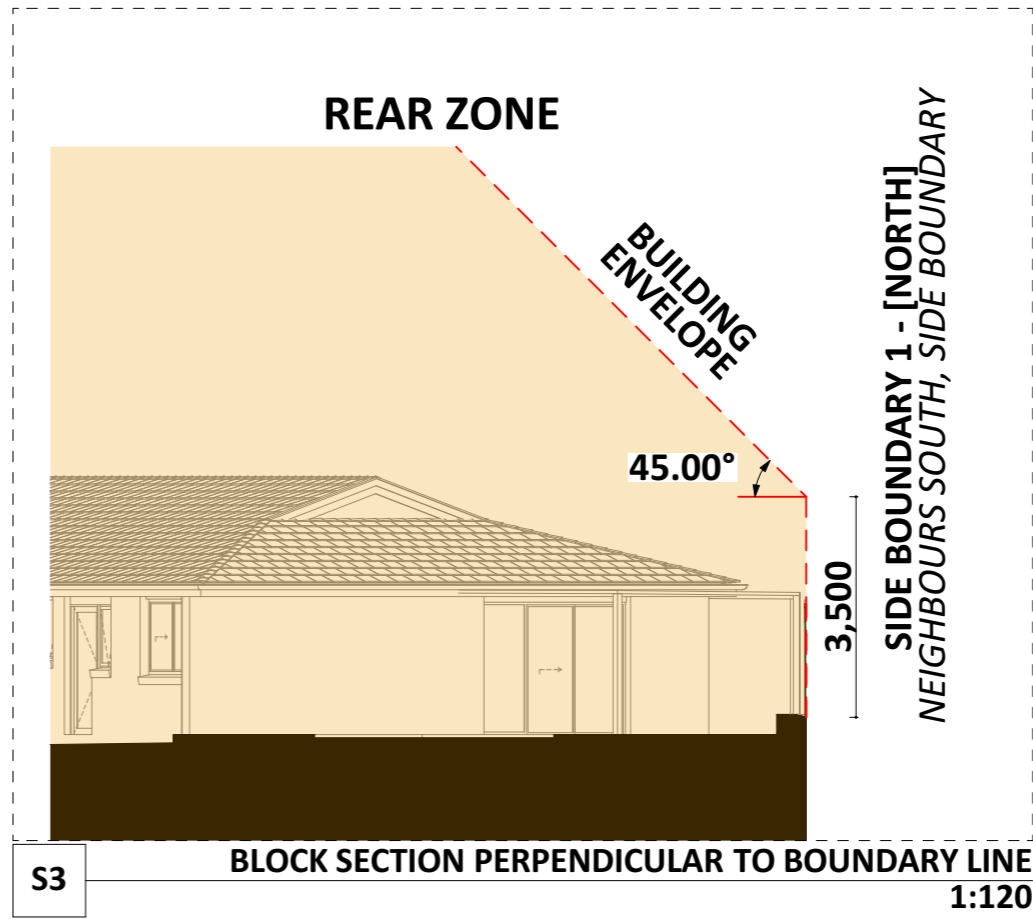 REAR ZONE
BUILDING
ENVELOPE
45.00°
3,500
SIDE BOUNDARY 1 - [NORTH]
NEIGHBOURS SOUTH, SIDE BOUNDARY
S3
BLOCK SECTION PERPENDICULAR TO BOUNDARY LINE
1:120